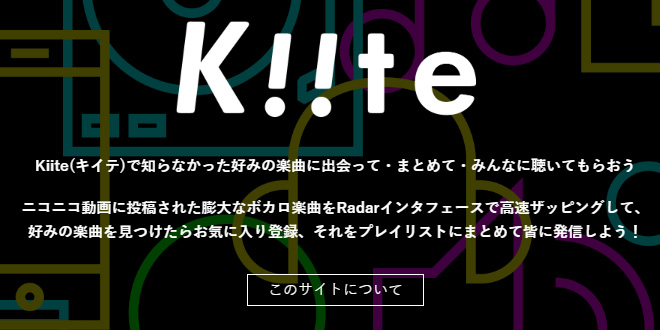 Kiite
Kiite(キイテ)で知らなかった好みの楽曲に出会って・まとめて・みんなに聴いてもらおう
ニコニコ動画に投稿された膨大なボカロ楽曲をRadarインタフェースで高速ザッピングして、
好みの楽曲を見つけたらお気に入り登録、それをプレイリストにまとめて皆に発信しよう！
このサイトについて